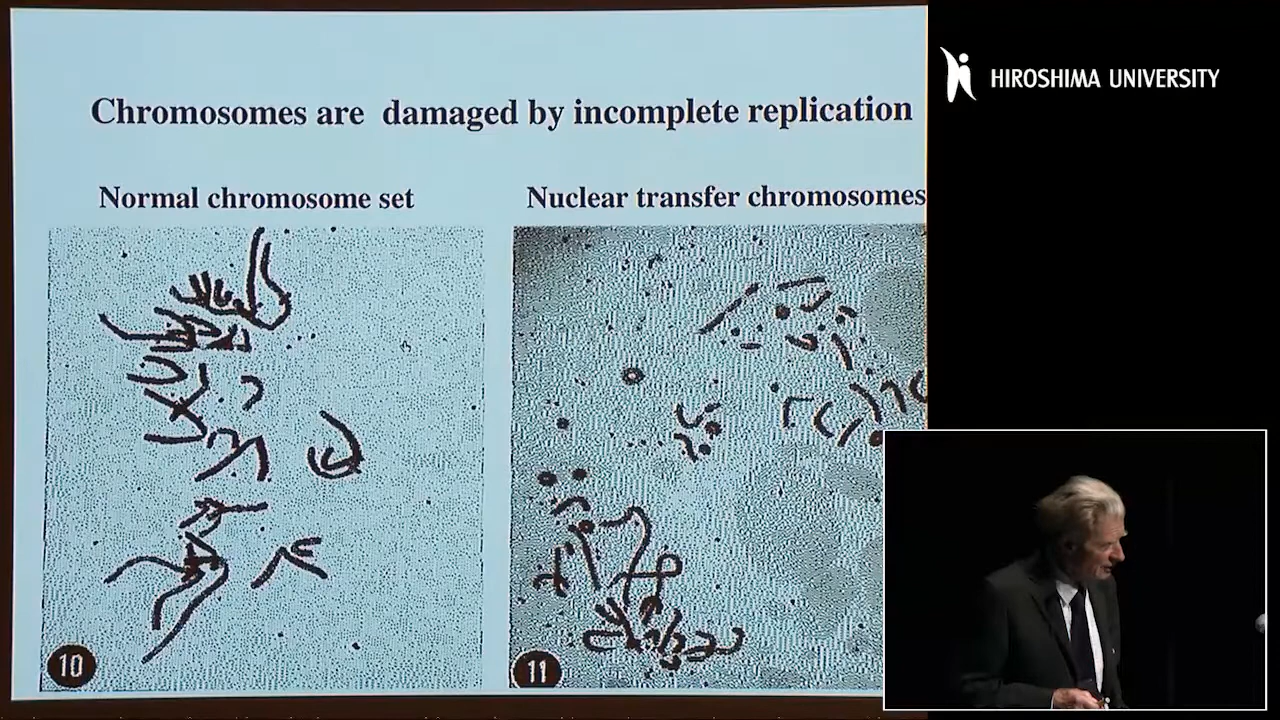 Chromosomes are damaged by incomplete replication
Normal chromosome set
Nuclear transfer chromosomes
10
11
HIROSHIMA UNIVERSITY